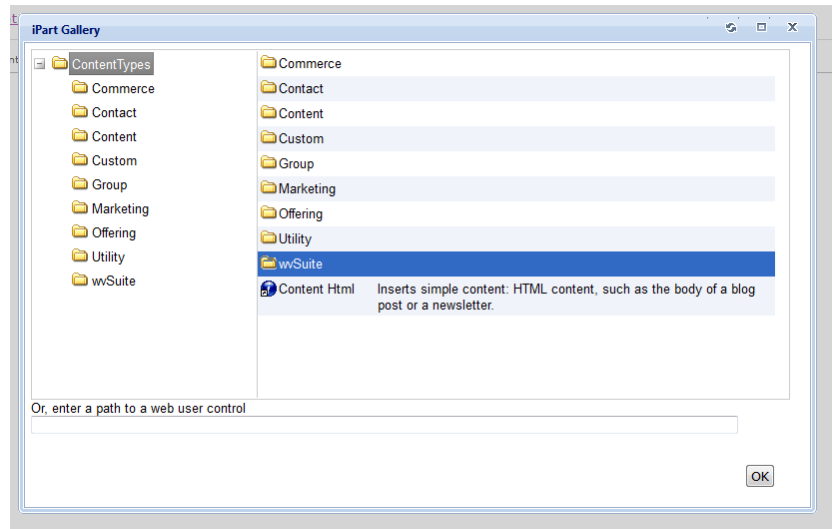 iPart Gallery
ContentTypes
Commerce
Contact
Content
Custom
Group
Marketing
Offering
Utility
wvSuite
Commerce
Contact
Content
Custom
Group
Marketing
Offering
Utility
wvSuite
Content Html Inserts simple content: HTML content, such as the body of a blog
post or a newsletter.
Or, enter a path to a web user control
OK